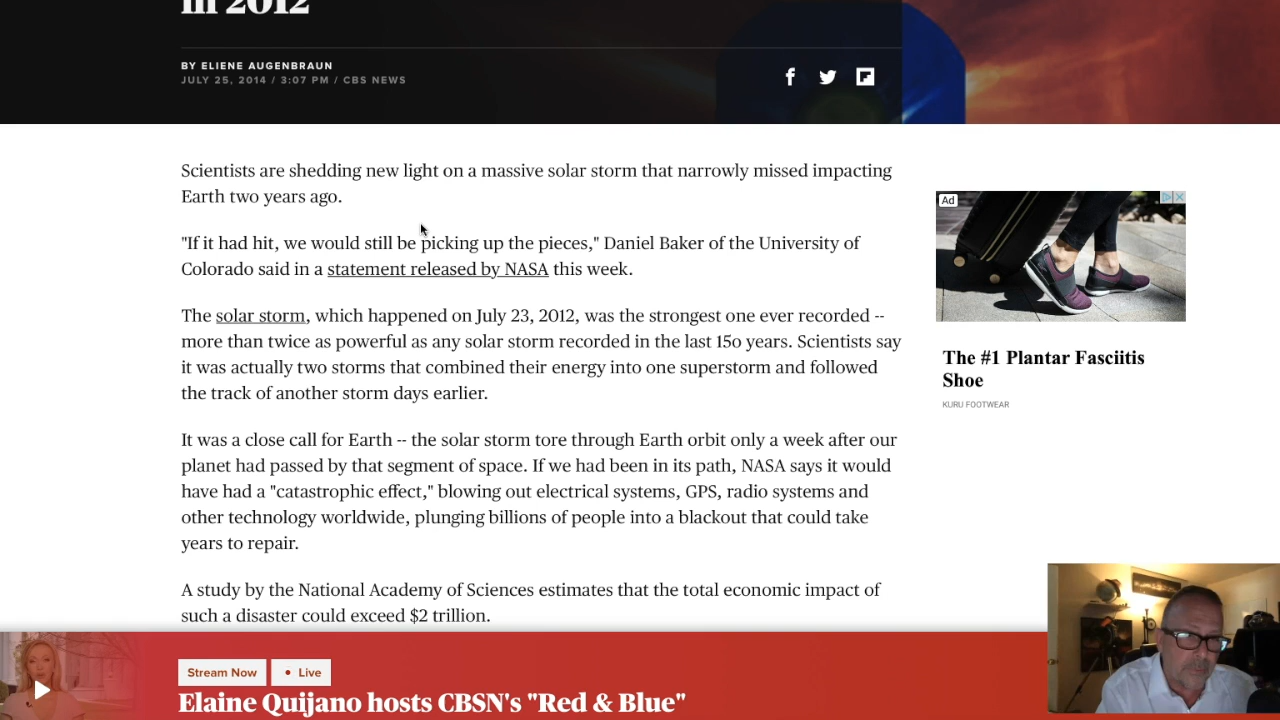 in 2012
BY ELIENE AUGENBRAUN
JULY 25, 2014 / 3:07 PM / CBS NEWS
Scientists are shedding new light on a massive solar storm that narrowly missed impacting
Earth two years ago.
"If it had hit, we would still be picking up the pieces," Daniel Baker of the University of
Colorado said in a statement released by NASA this week.
The solar storm, which happened on July 23, 2012, was the strongest one ever recorded --
more than twice as powerful as any solar storm recorded in the last 15o years. Scientists say
it was actually two storms that combined their energy into one superstorm and followed
the track of another storm days earlier.
It was a close call for Earth -- the solar storm tore through Earth orbit only a week after our
planet had passed by that segment of space. If we had been in its path, NASA says it would
have had a "catastrophic effect," blowing out electrical systems, GPS, radio systems and
other technology worldwide, plunging billions of people into a blackout that could take
years to repair.
A study by the National Academy of Sciences estimates that the total economic impact of
such a disaster could exceed $2 trillion.
Ad
The #1 Plantar Fasciitis
Shoe
KURU FOOTWEAR
Stream Now
• Live
Elaine Quijano hosts CBSN's "Red & Blue"